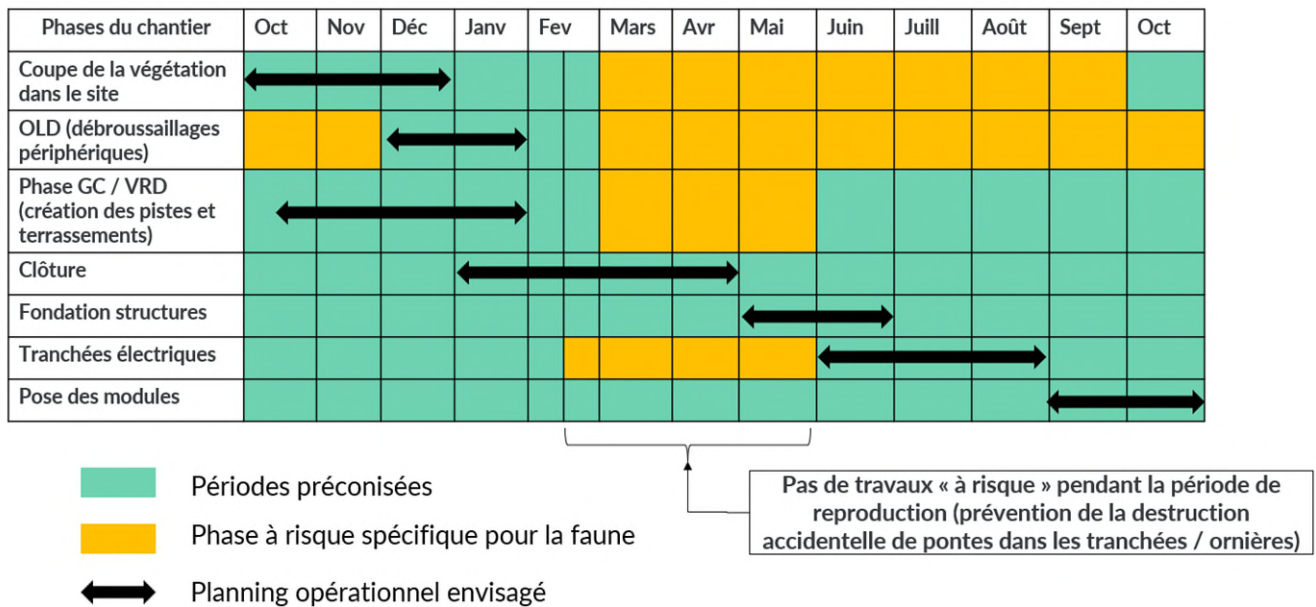 Phases du chantier Oct Nov Déc Janv Fev Mars Avr Mai Juin Juill Août Sept Oct
Coupe de la végétation
dans le site
OLD (débroussaillages
périphériques)
Phase GC / VRD
(création des pistes et
terrassements)
Clôture
Fondation structures
Tranchées électriques
Pose des modules
Périodes préconisées
Phase à risque spécifique pour la faune
Planning opérationnel envisagé
Pas de travaux « à risque » pendant la période de
reproduction (prévention de la destruction
accidentelle de pontes dans les tranchées / ornières)